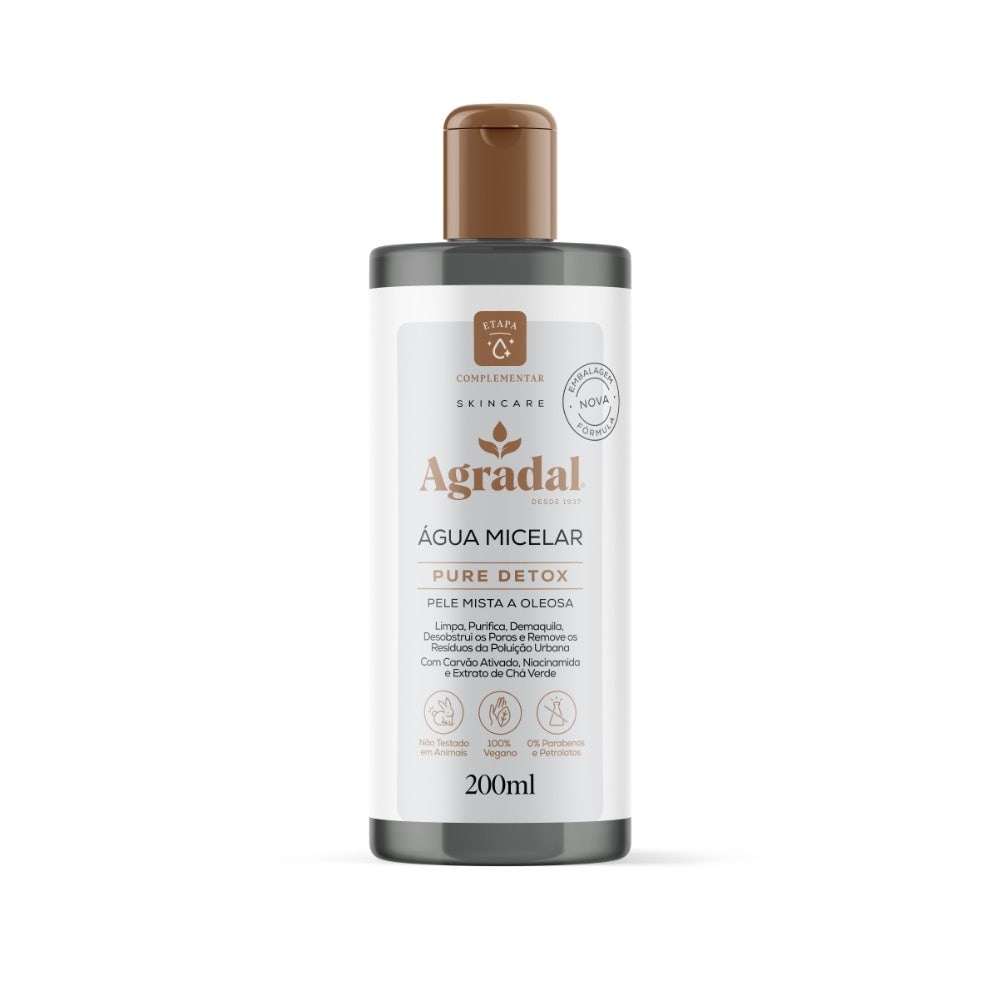 ETAPA
COMPLEMENTAR
SKINCARE
EMBALAGEM
NOVA
FÓRMULA
Agradal
DESDE 1937
ÁGUA MICELAR
PURE DETOX
PELE MISTA A OLEOSA
Limpa, Purifica, Demaquila,
Desobstrui os Poros e Remove os
Resíduos da Poluição Urbana
Com Carvão Ativado, Niacinamida
e Extrato de Chá Verde
Não Testado
em Animais
100%
Vegano
0% Parabenos
e Petrolatos
200ml